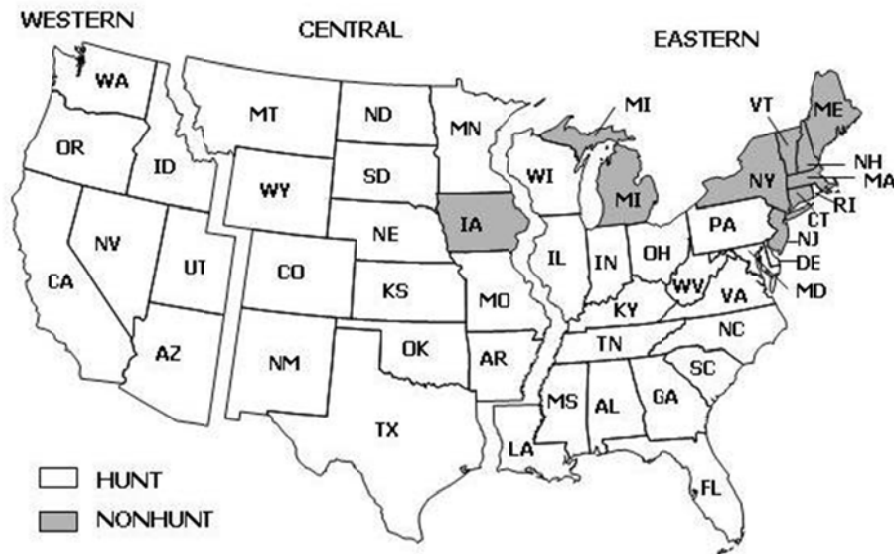 WESTERN
CENTRAL
EASTERN
WA
MT
ND
MN
MI
VT
ME
OR
ID
SD
WI
NH
MA
WY
MI
NY
RI
CT
IA
PA
NJ
NV
NE
OH
DE
CA
UT
CO
IL
IN
WV
MD
KS
MO
KY
VA
AZ
NM
OK
AR
TN
NC
SC
MS
AL
GA
TX
LA
FL
HUNT
NONHUNT